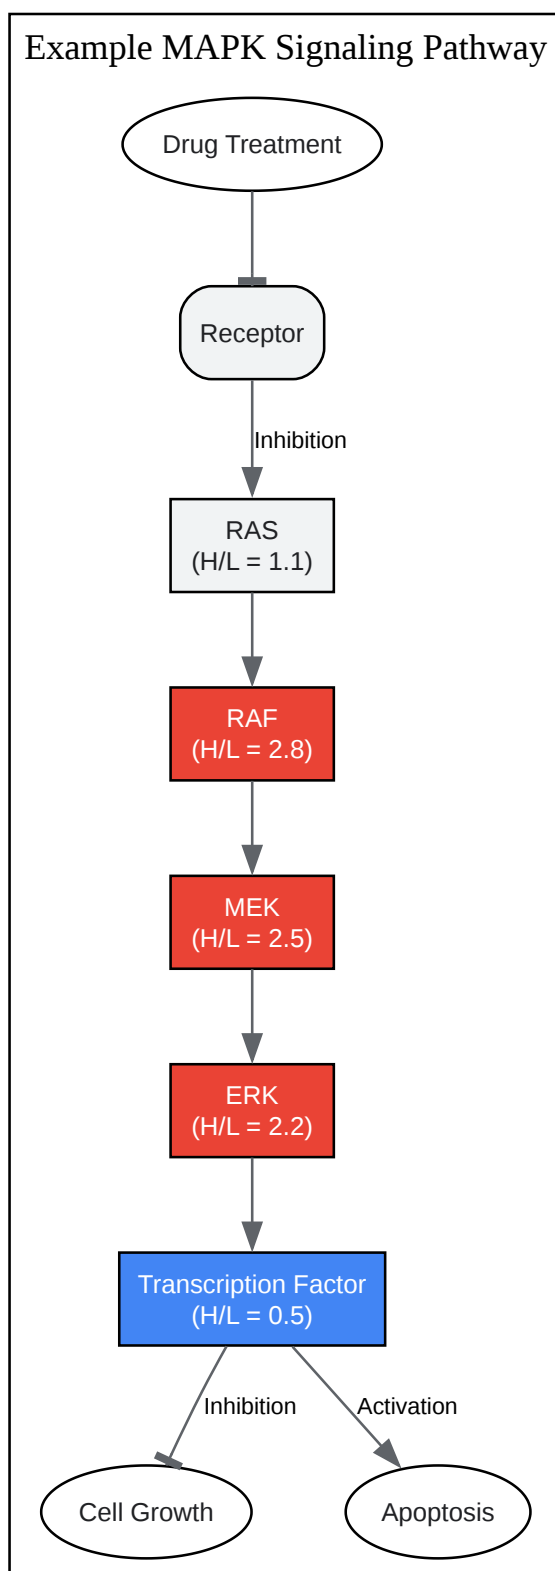 Example MAPK Signaling Pathway
Drug Treatment
Receptor
Inhibition
RAS
(H/L = 1.1)
RAF
(H/L = 2.8)
MEK
(H/L = 2.5)
ERK
(H/L = 2.2)
Transcription Factor
(H/L = 0.5)
Inhibition
Activation
Cell Growth
Apoptosis